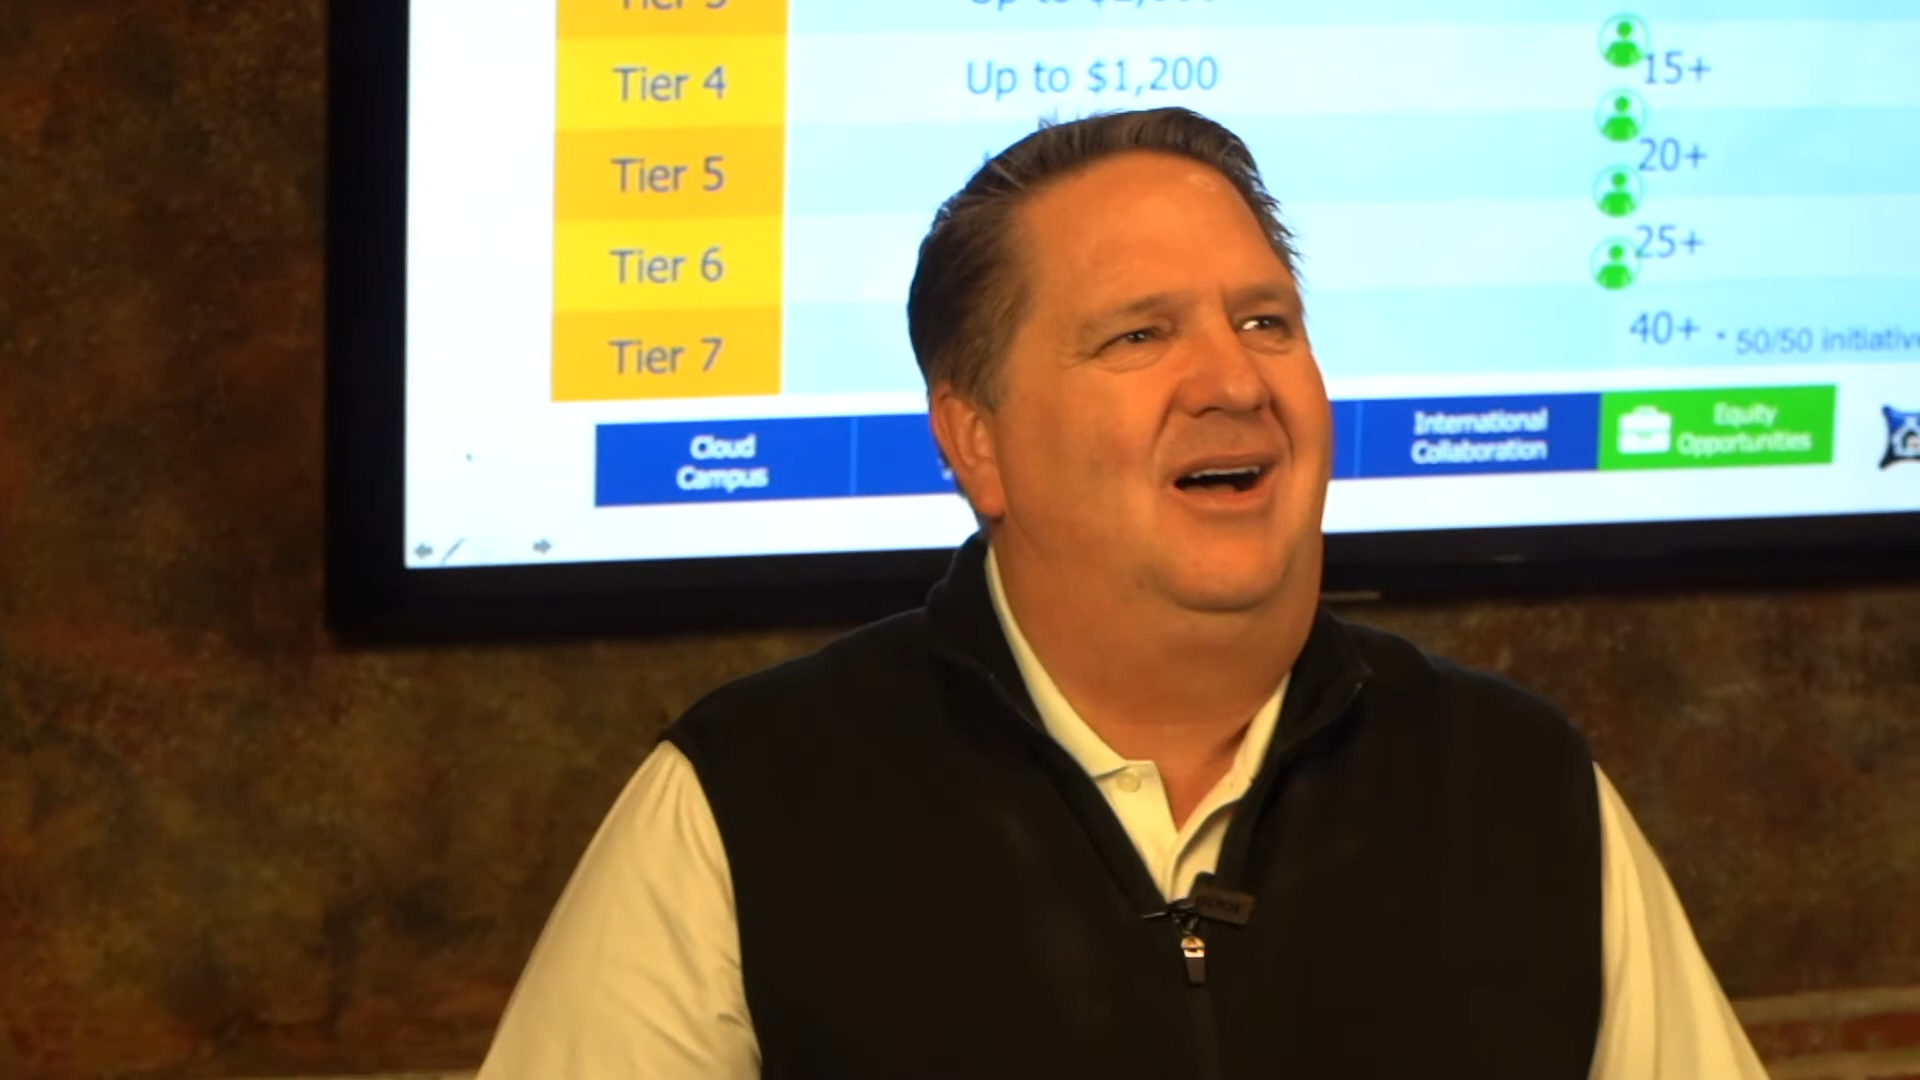 Tier 4
Up to $1,200
15+
Tier 5
20+
Tier 6
25+
Tier 7
40+ • 50/50 initiative
Cloud
Campus
International
Collaboration
Equity
Opportunities